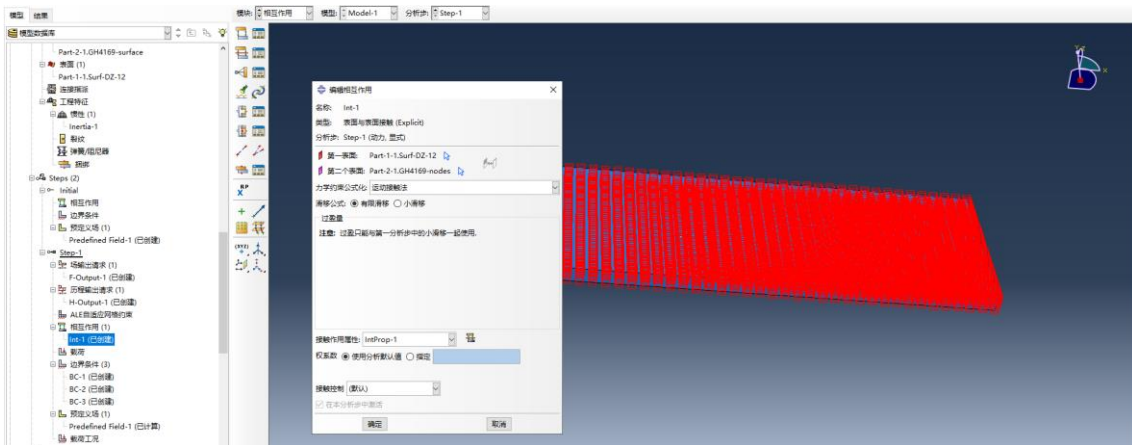 模型 结果
模块: 相互作用 模型: Model-1 分析步: Step-1
模型数据库
Part-2-1.GH4169-surface
表面 (1)
Part-1-1.Surf-DZ-12
连接指派
工程特征
惯性 (1)
Inertia-1
裂纹
弹簧/阻尼器
捆绑
Steps (2)
Initial
相互作用
边界条件
预定义场 (1)
Predefined Field-1 (已创建)
Step-1
场输出请求 (1)
F-Output-1 (已创建)
历程输出请求 (1)
H-Output-1 (已创建)
ALE自适应网格约束
相互作用 (1)
Int-1 (已创建)
载荷
边界条件 (3)
BC-1 (已创建)
BC-2 (已创建)
BC-3 (已创建)
预定义场 (1)
Predefined Field-1 (已计算)
载荷工况
RP
(XYZ)
编辑相互作用
名称: Int-1
类型: 表面与表面接触 (Explicit)
分析步: Step-1 (动力, 显式)
第一表面: Part-1-1.Surf-DZ-12
第二个表面: Part-2-1.GH4169-nodes
力学约束公式化: 运动接触法
滑移公式: 有限滑移 小滑移
过盈量
注意: 过盈只能与第一分析步中的小滑移一起使用.
接触作用属性: IntProp-1
权系数 使用分析默认值 指定
接触控制 (默认)
在本分析步中激活
确定 取消
X